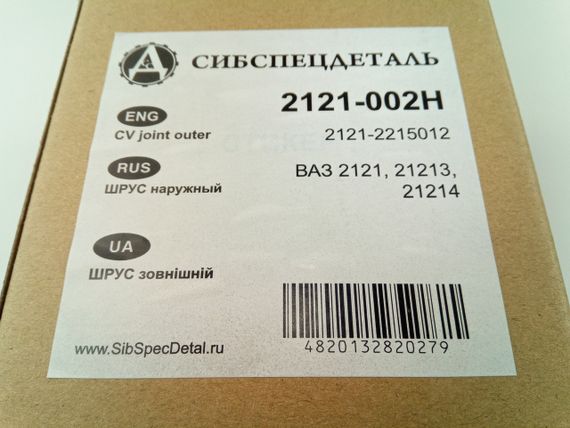 СИБСПЕЦДЕТАЛЬ
2121-002Н
ENG
CV joint outer
2121-2215012
RUS
ШРУС наружный
ВАЗ 2121, 21213,
21214
UA
ШРУС зовнішній
www.SibSpecDetal.ru
4820132820279